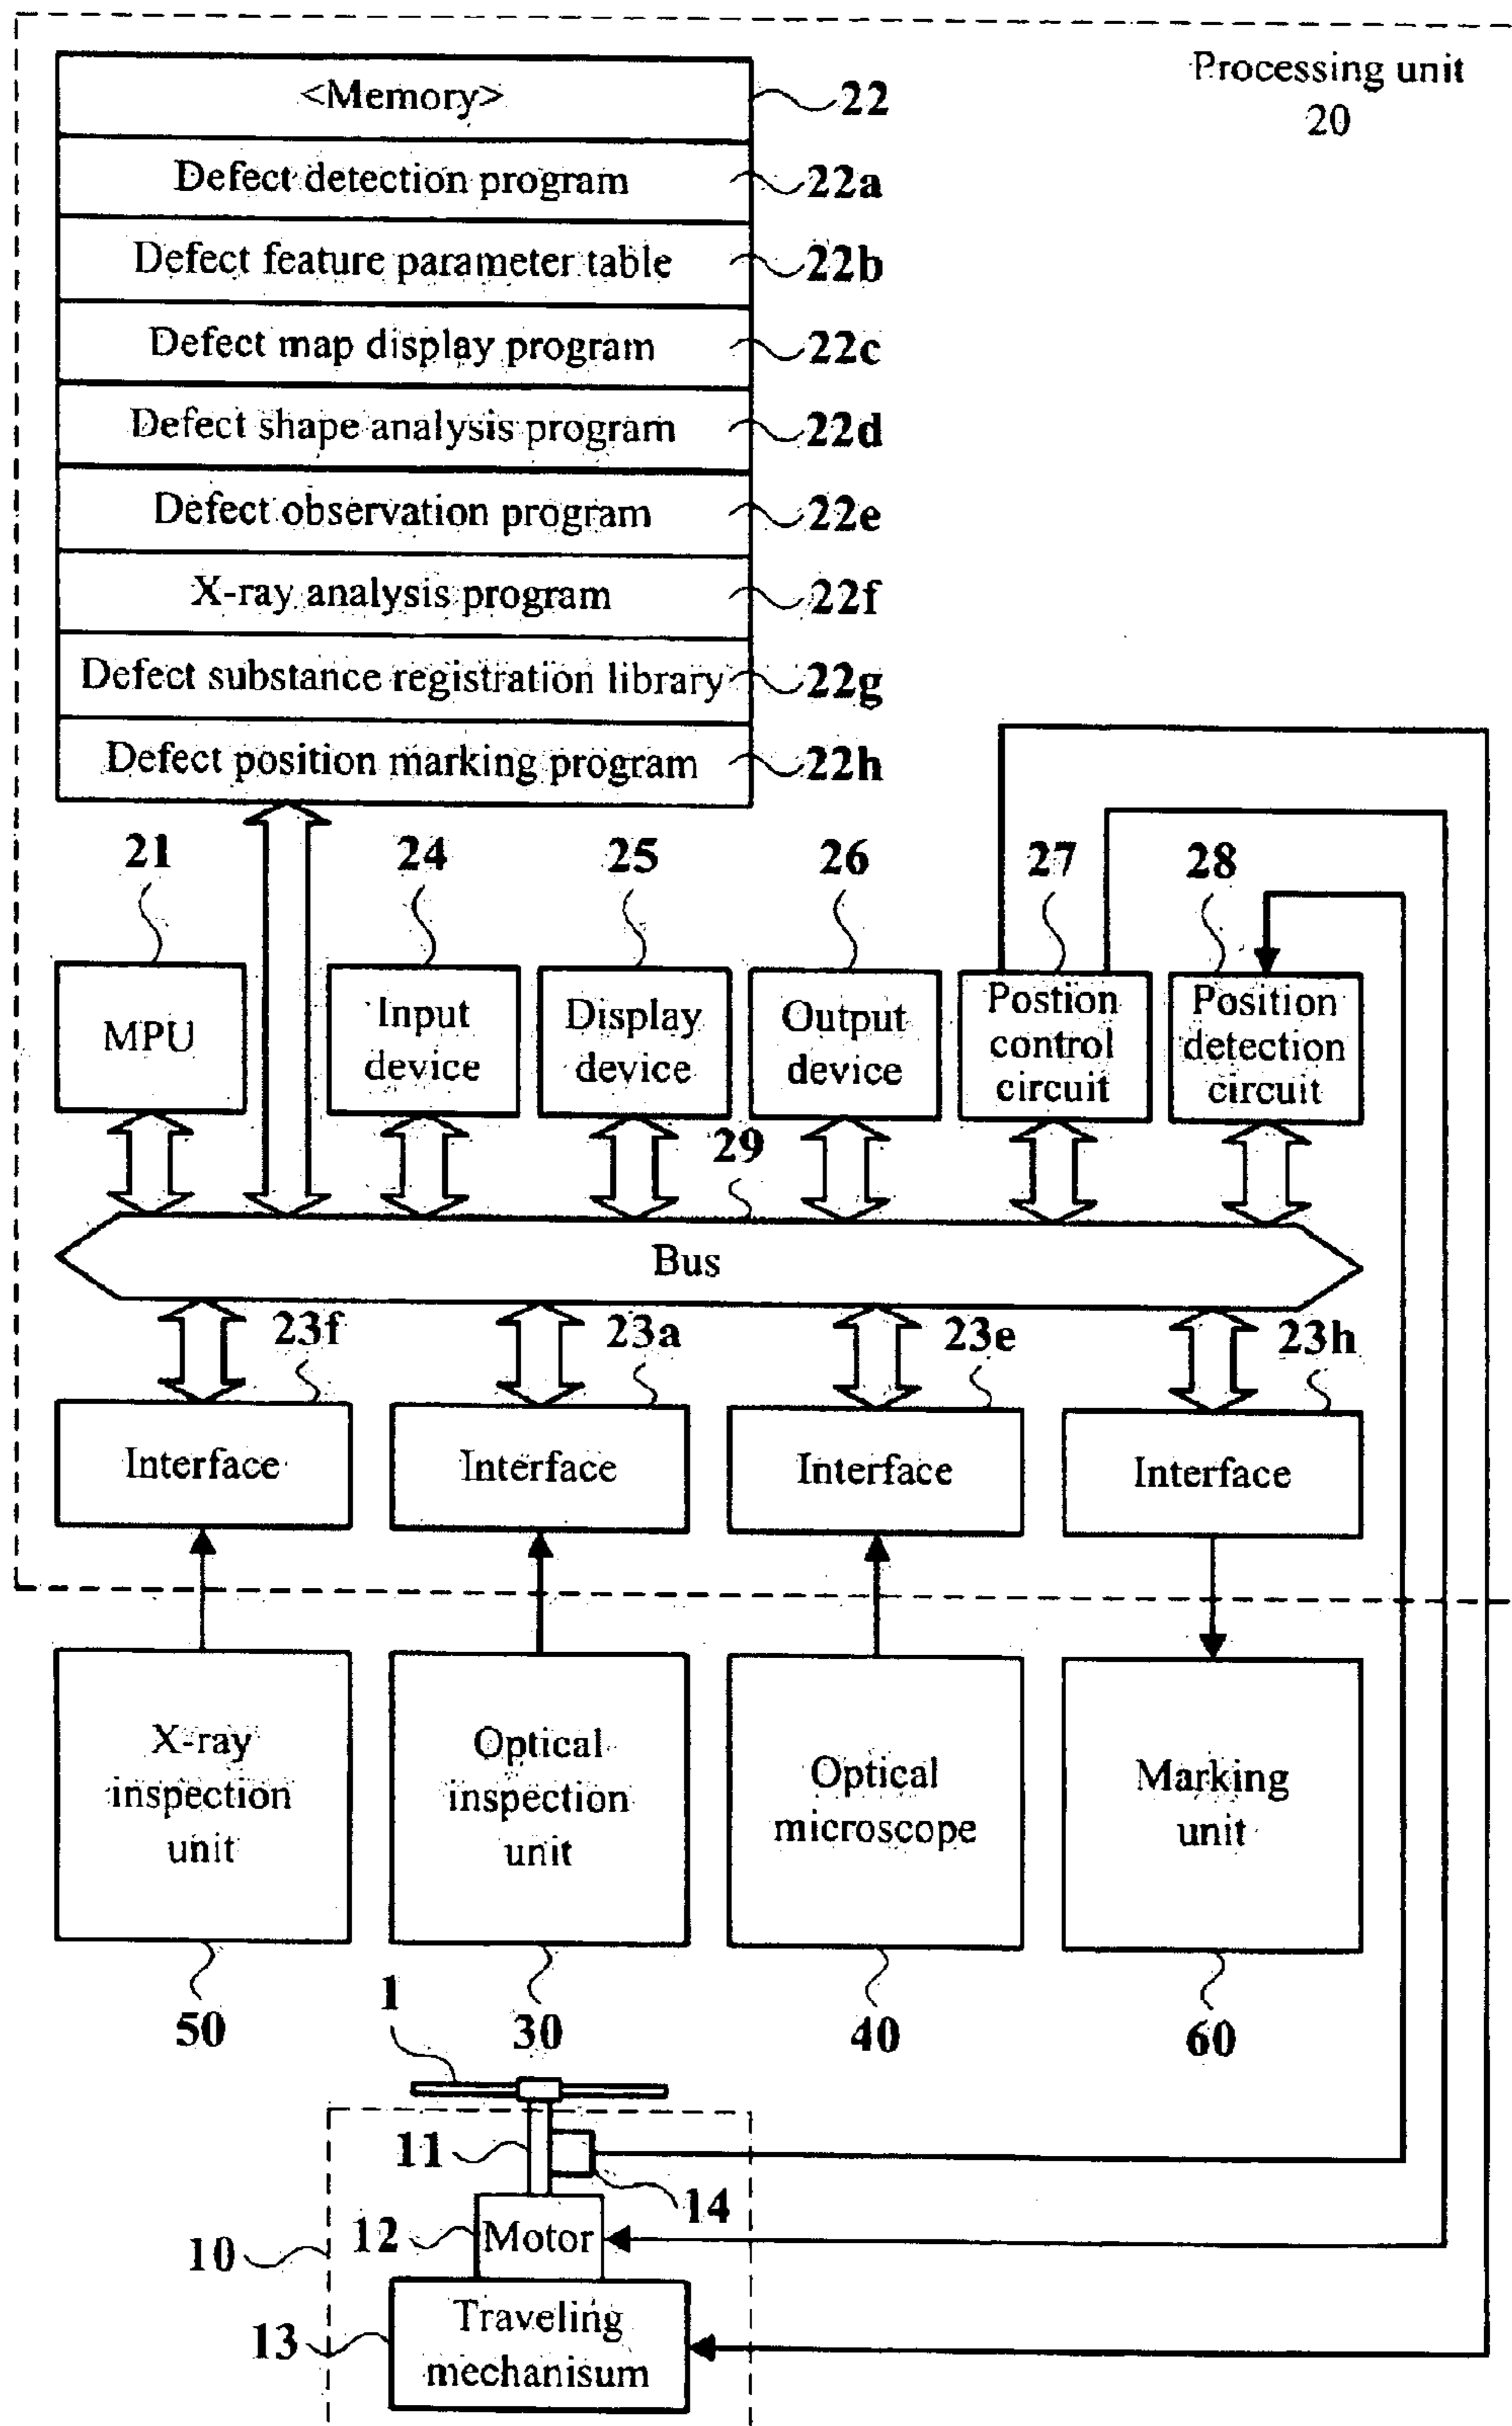 Processing unit
20
<Memory>
22
Defect detection program
22a
Defect feature parameter table
22b
Defect map display program
22c
Defect shape analysis program
22d
Defect observation program
22e
X-ray analysis program
22f
Defect substance registration library
22g
Defect position marking program
22h
21
24
25
26
27
28
MPU
Input
device
Display
device
Output
device
Postion
control
circuit
Position
detection
circuit
29
Bus
23f
23a
23e
23h
Interface
Interface
Interface
Interface
X-ray
inspection
unit
Optical
inspection
unit
Optical
microscope
Marking
unit
50
30
40
60
1
11
14
12
Motor
10
13
Traveling
mechanisum